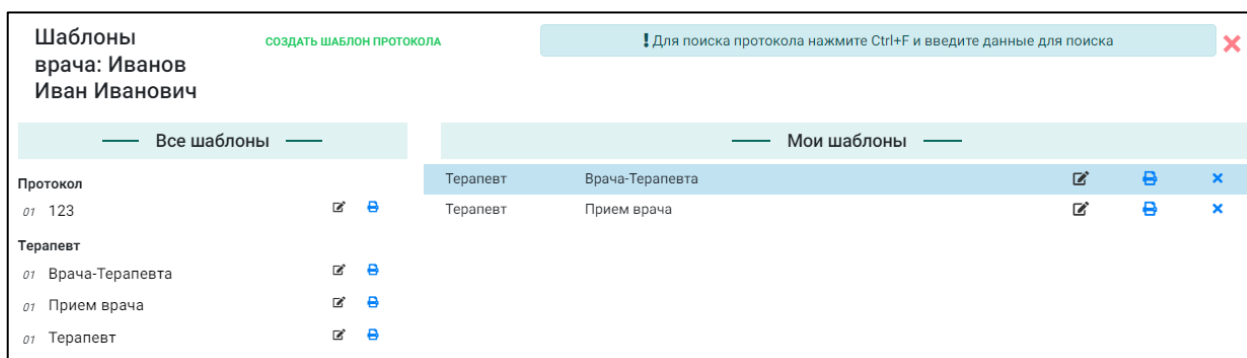 Шаблоны
врача: Иванов
Иван Иванович
СОЗДАТЬ ШАБЛОН ПРОТОКОЛА
! Для поиска протокола нажмите Ctrl+F и введите данные для поиска
Все шаблоны
Протокол
01 123
Терапевт
01 Врача-Терапевта
01 Прием врача
01 Терапевт
Мои шаблоны
Терапевт Врача-Терапевта
Терапевт Прием врача